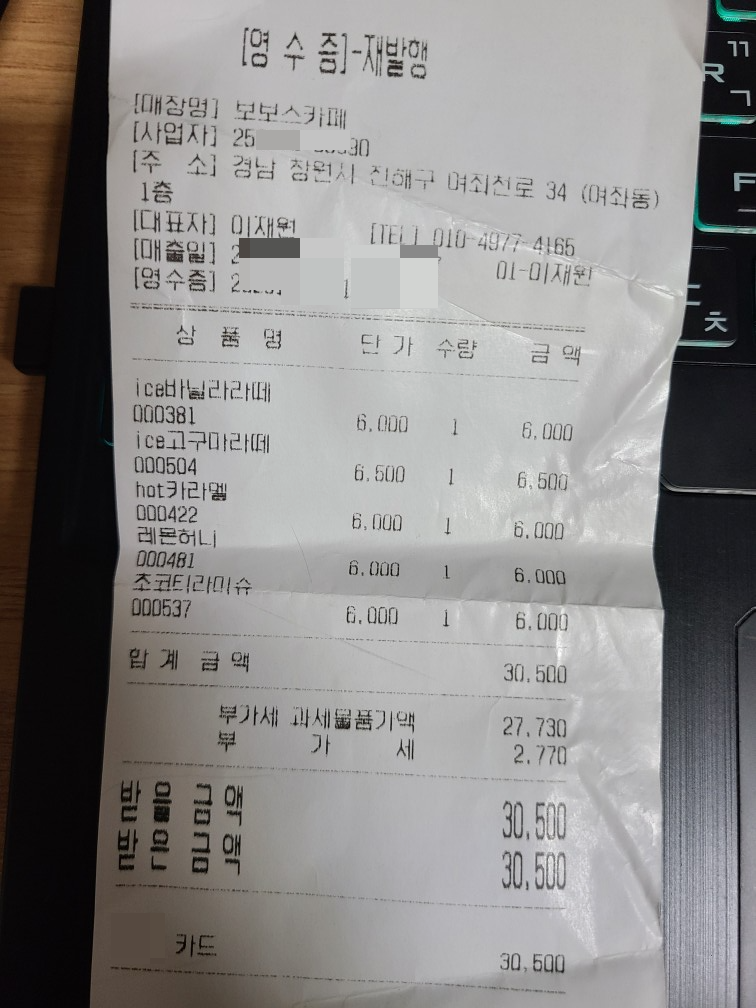 [영 수 증]-재발행
[매장명] 보보스카페
[사업자] 25 90
[주 소] 경남 창원시 진해구 여좌천로 34 (여좌동)
1층
[대표자] 이재원 [TEL] 010-4977-4165
[매출일] 2 01-이재원
[영수증] 2
상 품 명 단 가 수량 금 액
ice바닐라라떼
000381 6,000 1 6,000
ice고구마라떼
000504 6,500 1 6,500
hot카라멜
000422 6,000 1 6,000
레몬허니
000481 6,000 1 6,000
초코티라미슈
000537 6,000 1 6,000
합 계 금 액 30,500
부가세 과세물품가액 27,730
부 가 세 2,770
받 을 금 액 30,500
받 은 금 액 30,500
카드 30,500
R
ㄲ
ㄱ
F
ㄷ
ㅊ